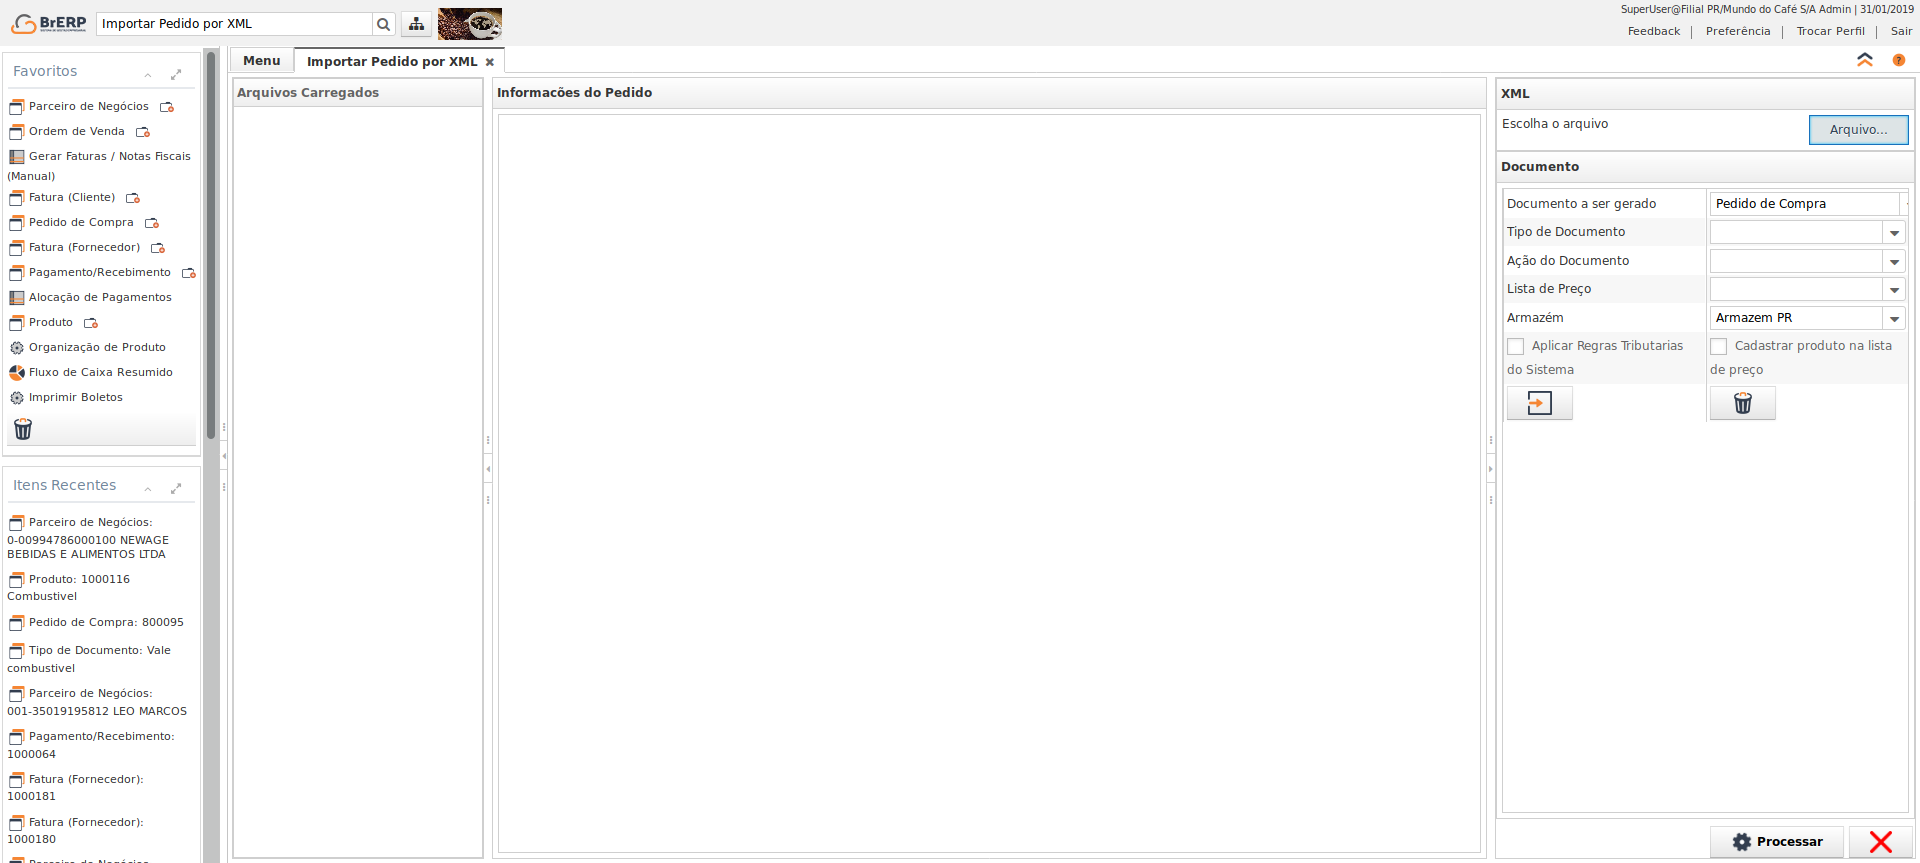 BrERP
Importar Pedido por XML
SuperUser@Filial PR/Mundo do Café S/A Admin | 31/01/2019
Feedback | Preferência | Trocar Perfil | Sair
Favoritos
Parceiro de Negócios
Ordem de Venda
Gerar Faturas / Notas Fiscais
(Manual)
Fatura (Cliente)
Pedido de Compra
Fatura (Fornecedor)
Pagamento/Recebimento
Alocação de Pagamentos
Produto
Organização de Produto
Fluxo de Caixa Resumido
Imprimir Boletos
Itens Recentes
Parceiro de Negócios:
0-00994786000100 NEWAGE
BEBIDAS E ALIMENTOS LTDA
Produto: 1000116
Combustivel
Pedido de Compra: 800095
Tipo de Documento: Vale
combustivel
Parceiro de Negócios:
001-35019195812 LEO MARCOS
Pagamento/Recebimento:
1000064
Fatura (Fornecedor):
1000181
Fatura (Fornecedor):
1000180
Parceiro de Negócios
Menu
Importar Pedido por XML
Arquivos Carregados
Informacões do Pedido
XML
Escolha o arquivo
Arquivo...
Documento
Documento a ser gerado
Pedido de Compra
Tipo de Documento
Ação do Documento
Lista de Preço
Armazém
Armazem PR
Aplicar Regras Tributarias
do Sistema
Cadastrar produto na lista
de preço
Processar